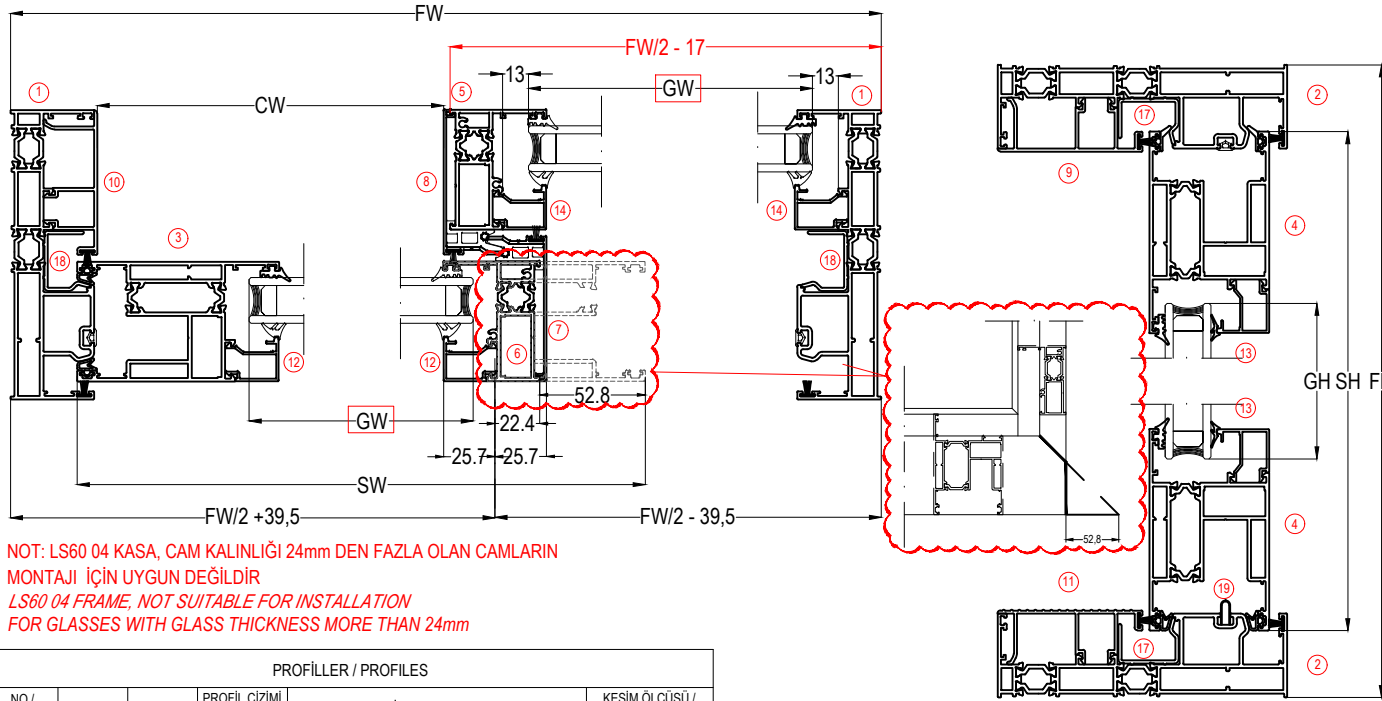 FW
FW/2 - 17
13
GW
13
1
5
1
2
CW
17
10
8
9
14
14
3
4
18
18
7
6
12
12
13
52.8
GH SH F
13
GW
22.4
25.7
25.7
SW
FW/2 +39,5
FW/2 - 39,5
4
52,8
11
19
17
2
NOT: LS60 04 KASA, CAM KALINLIĞI 24mm DEN FAZLA OLAN CAMLARIN
MONTAJI İÇİN UYGUN DEĞİLDİR
LS60 04 FRAME, NOT SUITABLE FOR INSTALLATION
FOR GLASSES WITH GLASS THICKNESS MORE THAN 24mm
PROFİLLER / PROFILES
NO / PROFİL ÇİZİMİ KESİM ÖLÇÜSÜ /